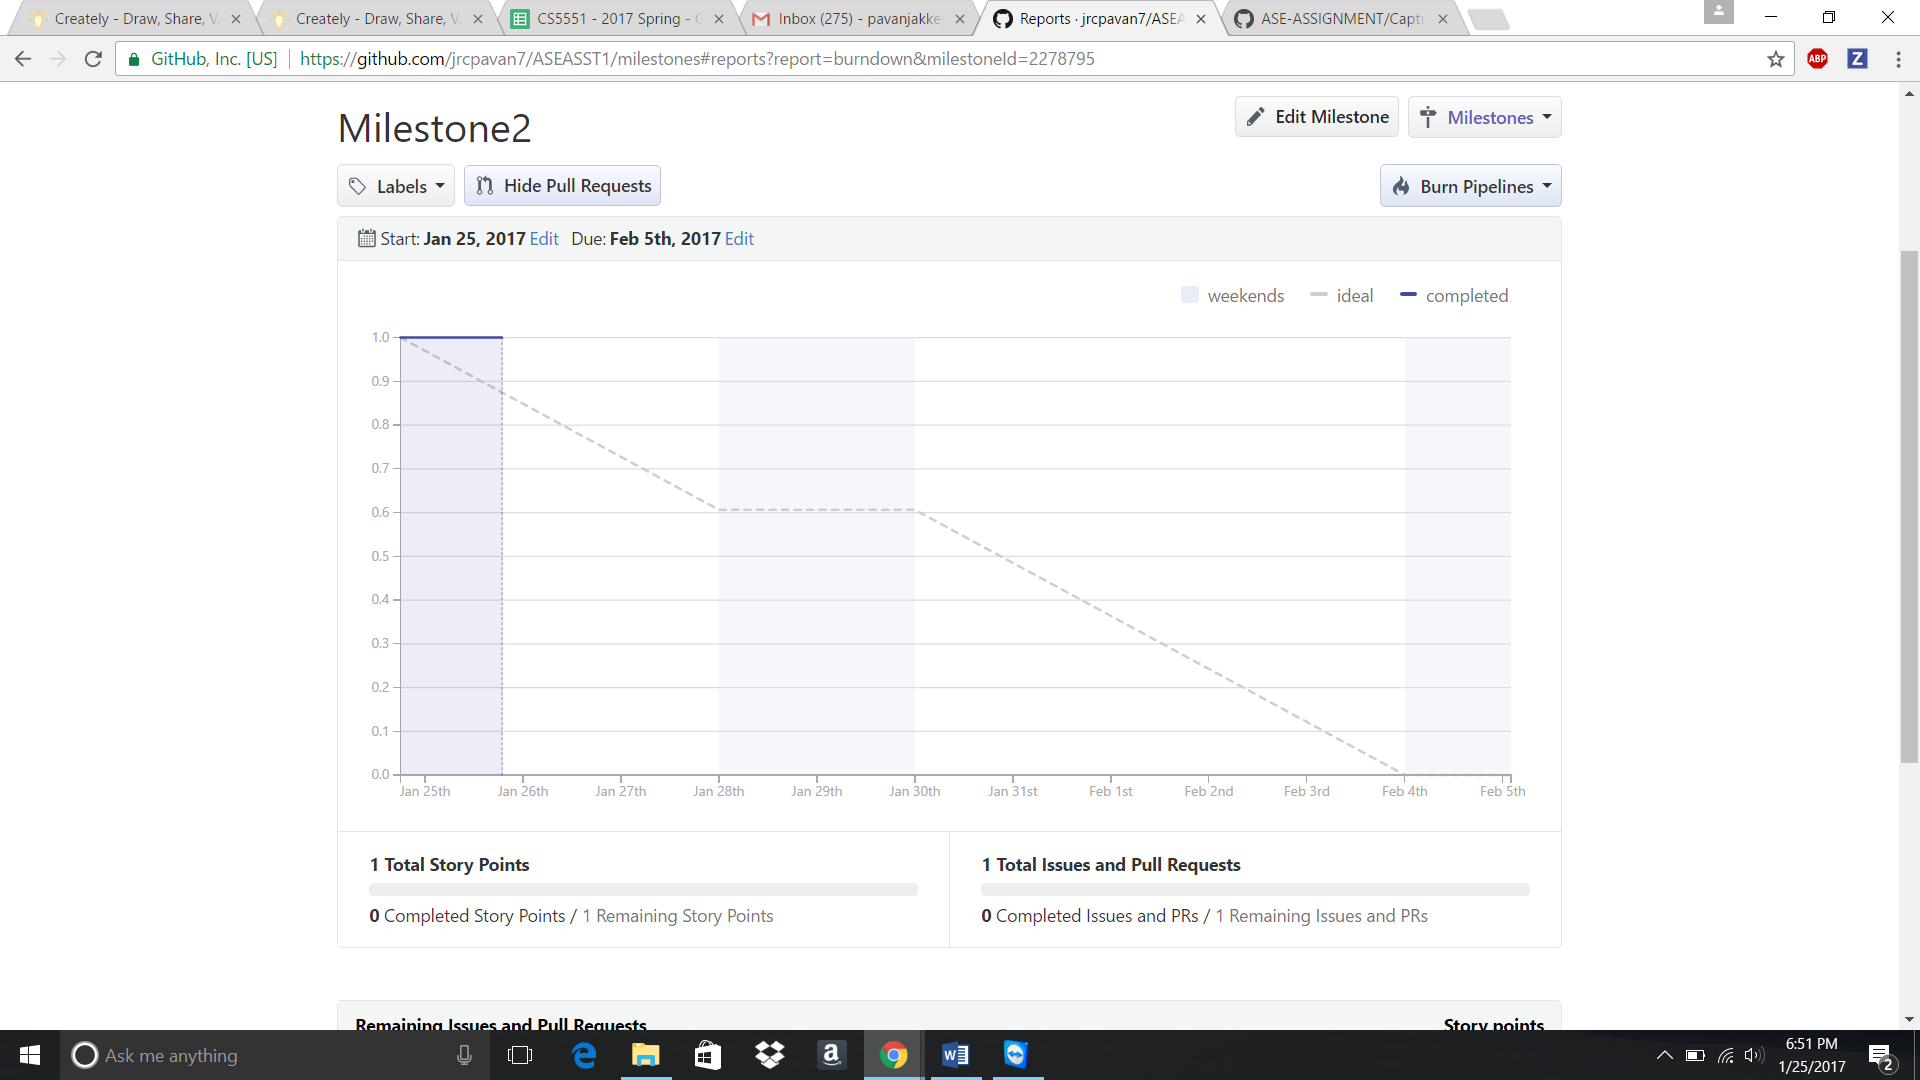 Creately - Draw, Share, Va
Creately - Draw, Share, Va
CS5551 - 2017 Spring - G
Inbox (275) - pavanjakke
Reports · jrcpavan7/ASEA
ASE-ASSIGNMENT/Captu
GitHub, Inc. [US]
https://github.com/jrcpavan7/ASEASST1/milestones#reports?report=burndown&milestoneId=2278795
ABP
Z
Milestone2
Edit Milestone
Milestones
Labels
Hide Pull Requests
Burn Pipelines
Start: Jan 25, 2017 Edit Due: Feb 5th, 2017 Edit
weekends
ideal
completed
1.0
0.9
0.8
0.7
0.6
0.5
0.4
0.3
0.2
0.1
0.0
Jan 25th Jan 26th Jan 27th Jan 28th Jan 29th Jan 30th Jan 31st Feb 1st Feb 2nd Feb 3rd Feb 4th Feb 5th
1 Total Story Points
0 Completed Story Points / 1 Remaining Story Points
1 Total Issues and Pull Requests
0 Completed Issues and PRs / 1 Remaining Issues and PRs
Remaining Issues and Pull Requests
Story points
Ask me anything
6:51 PM
1/25/2017
2